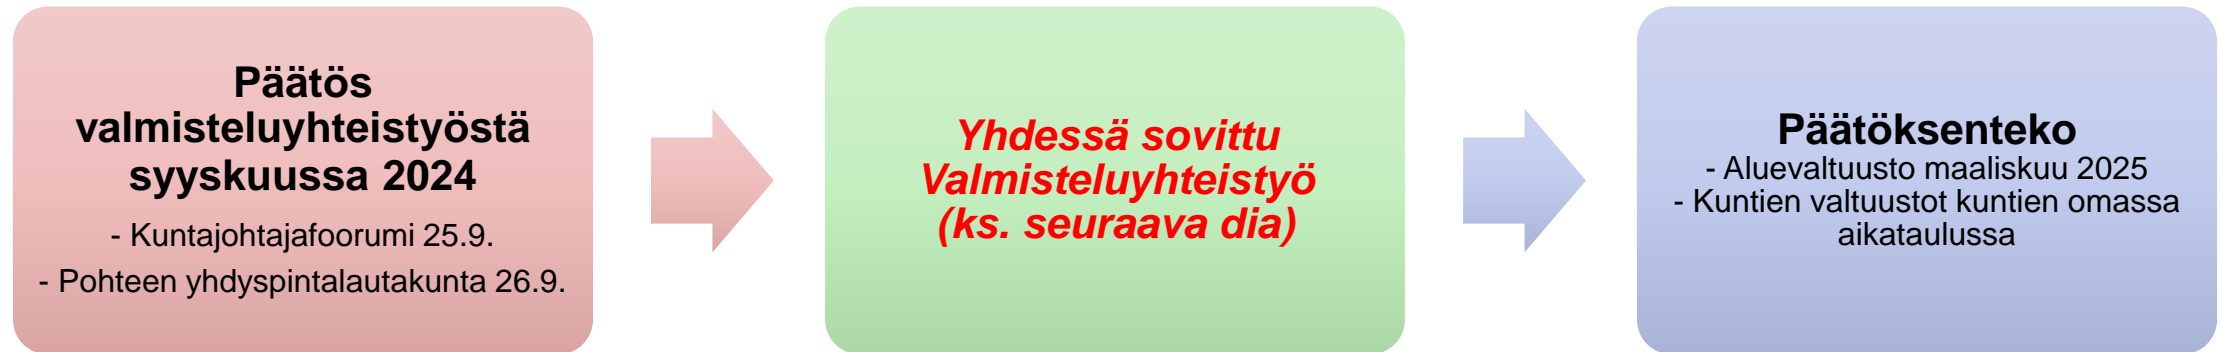 Päätös
valmisteluyhteistyöstä
syyskuussa 2024
- Kuntajohtajafoorumi 25.9.
- Pohteen yhdyspintalautakunta 26.9.
Yhdessä sovittu
Valmisteluyhteistyö
(ks. seuraava dia)
Päätöksenteko
- Aluevaltuusto maaliskuu 2025
- Kuntien valtuustot kuntien omassa
aikataulussa